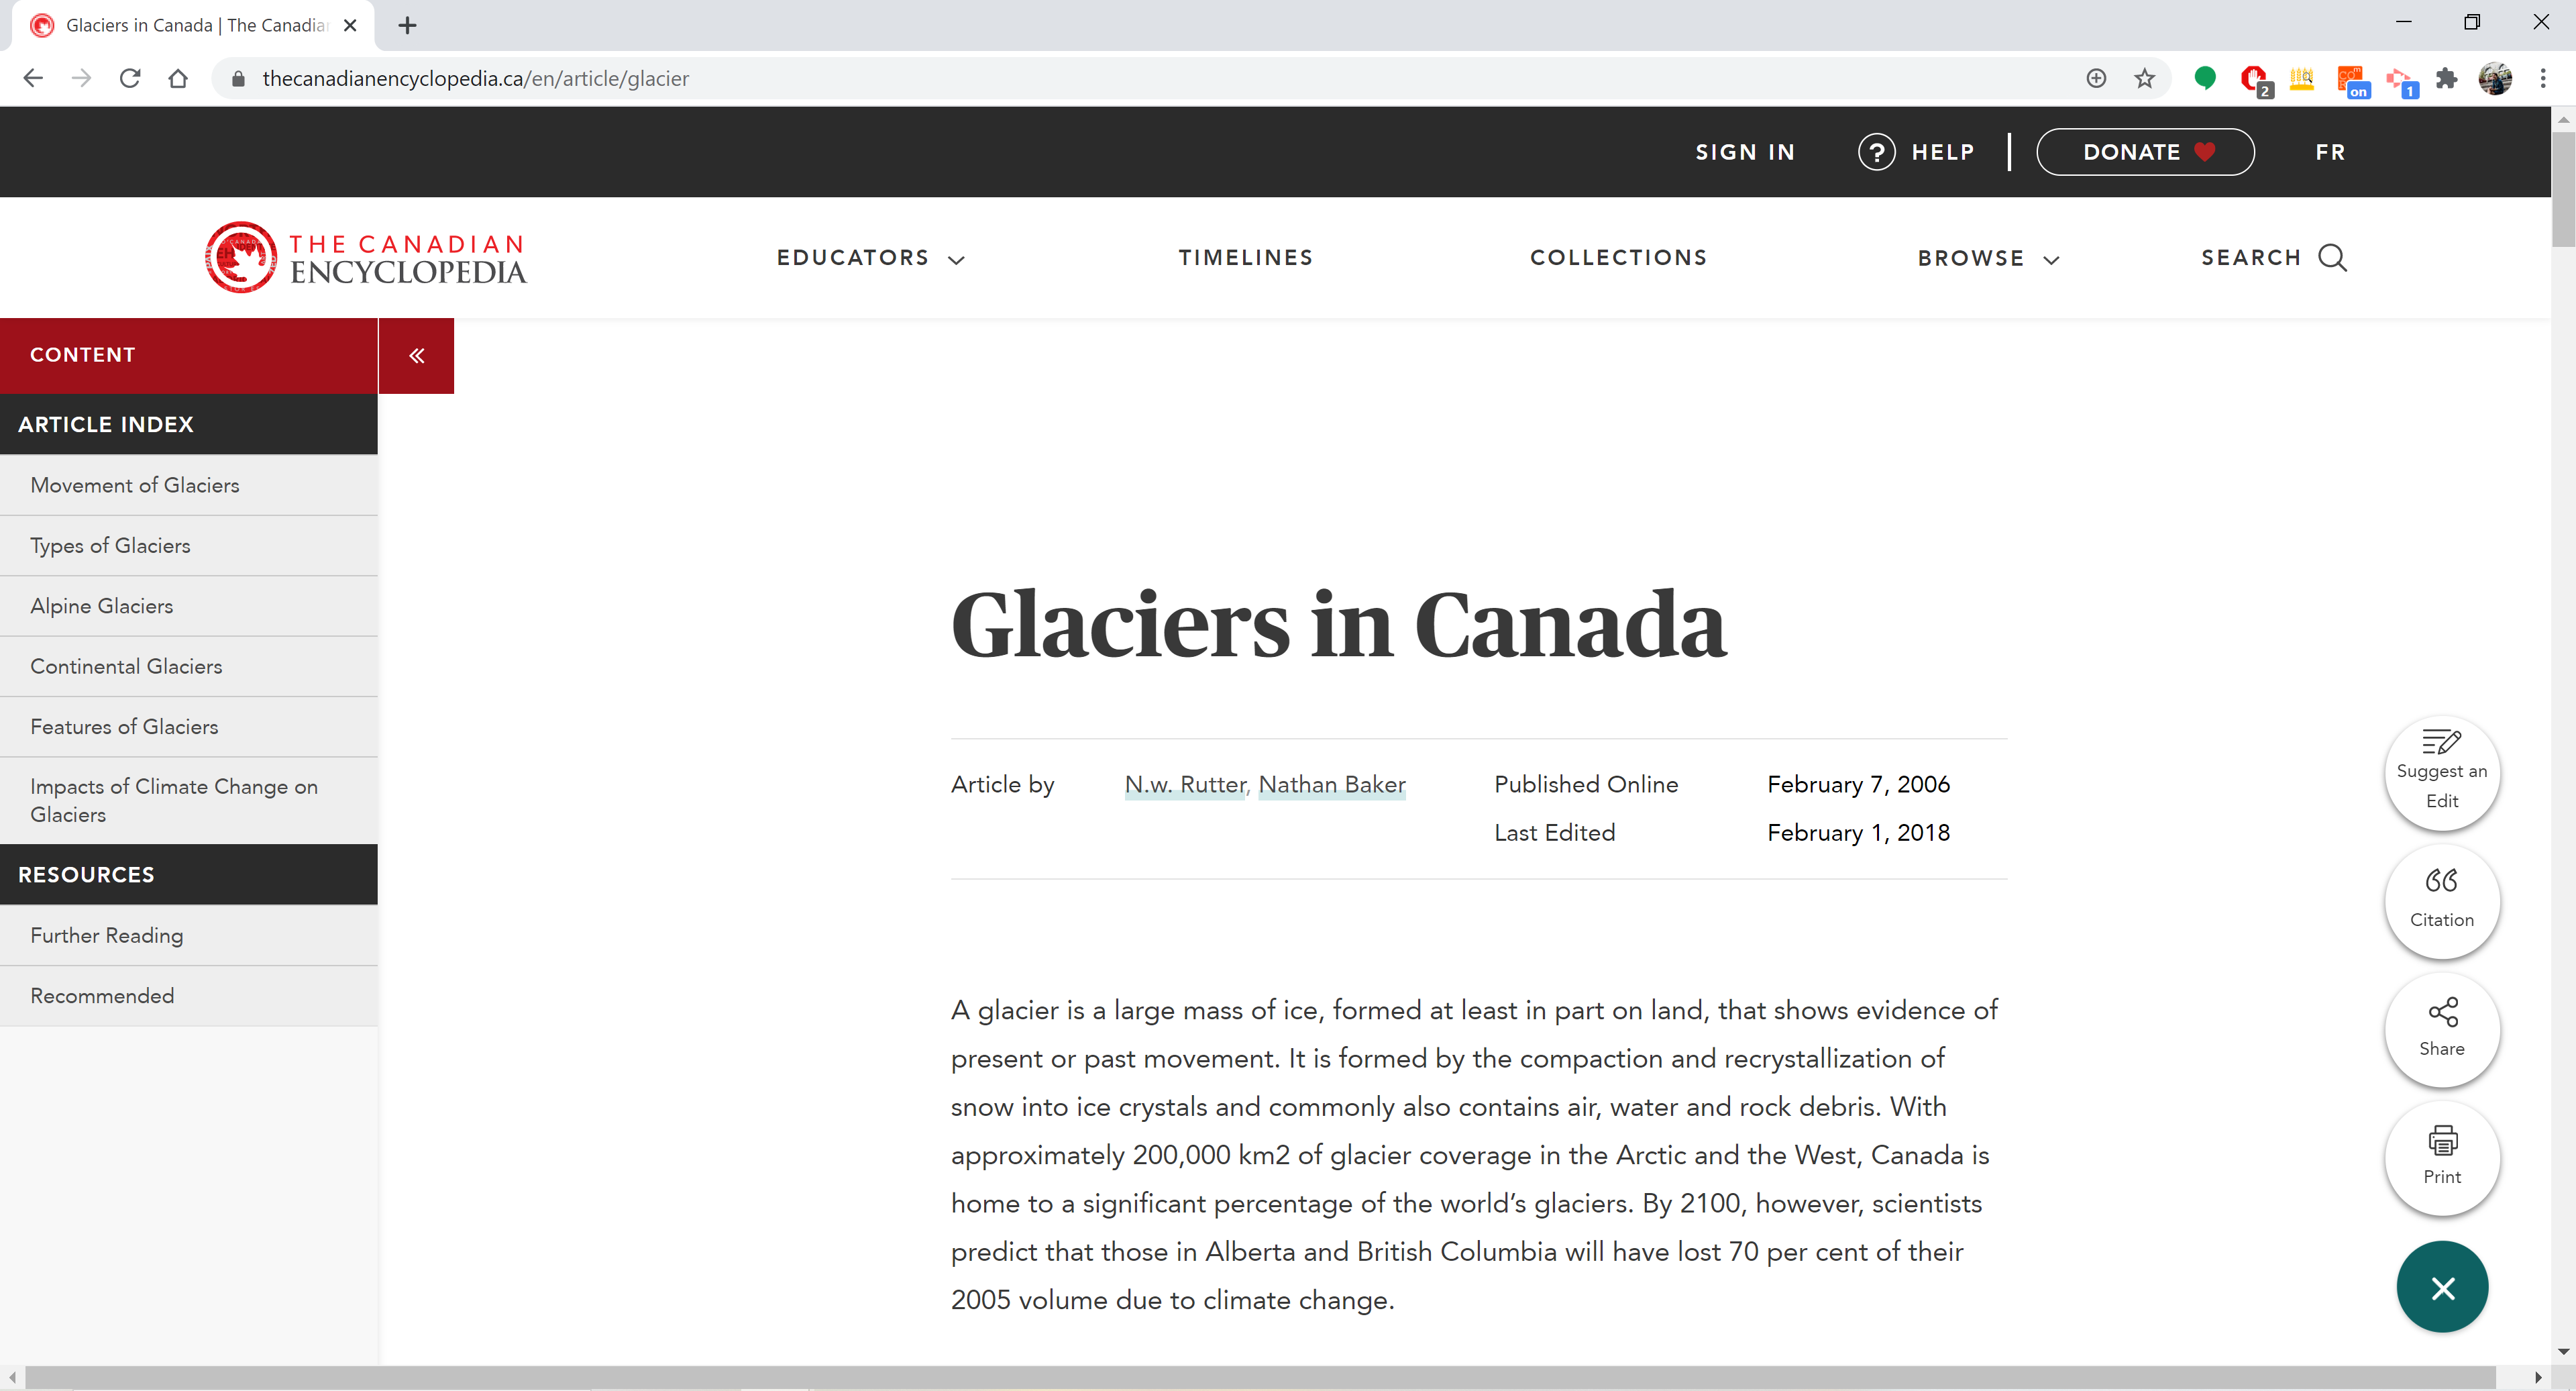 Glaciers in Canada | The Canadian
thecanadianencyclopedia.ca/en/article/glacier
2
on
1
SIGN IN
? HELP
DONATE
FR
THE CANADIAN
ENCYCLOPEDIA
EDUCATORS
TIMELINES
COLLECTIONS
BROWSE
SEARCH
CONTENT
ARTICLE INDEX
Movement of Glaciers
Types of Glaciers
Alpine Glaciers
Continental Glaciers
Features of Glaciers
Impacts of Climate Change on
Glaciers
RESOURCES
Further Reading
Recommended
Glaciers in Canada
Article by N.w. Rutter, Nathan Baker Published Online February 7, 2006
Last Edited February 1, 2018
A glacier is a large mass of ice, formed at least in part on land, that shows evidence of
present or past movement. It is formed by the compaction and recrystallization of
snow into ice crystals and commonly also contains air, water and rock debris. With
approximately 200,000 km2 of glacier coverage in the Arctic and the West, Canada is
home to a significant percentage of the world’s glaciers. By 2100, however, scientists
predict that those in Alberta and British Columbia will have lost 70 per cent of their
2005 volume due to climate change.
Suggest an
Edit
Citation
Share
Print